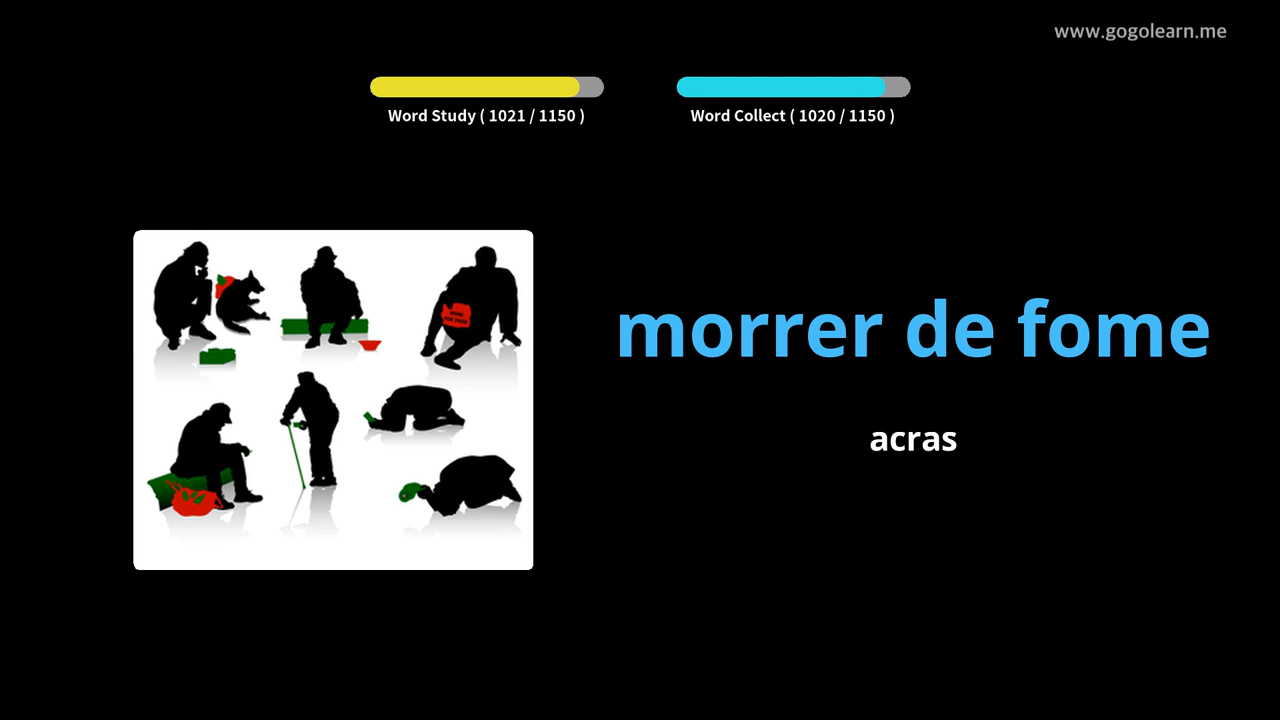 www.gogolearn.me
Word Study ( 1021 / 1150 )
Word Collect ( 1020 / 1150 )
morrer de fome
acras